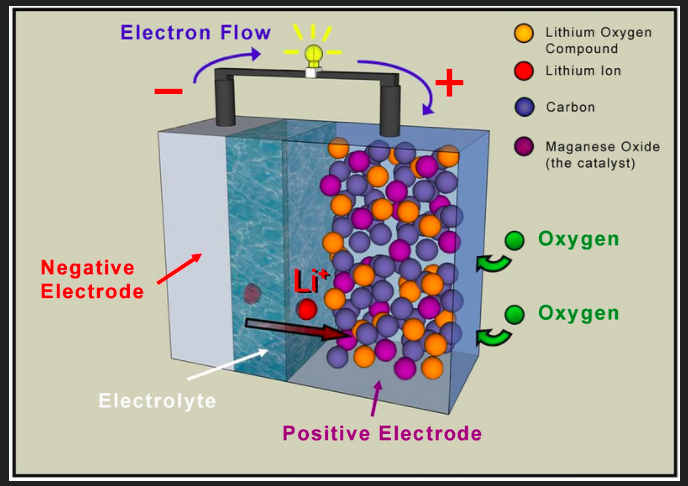 Electron Flow
−
+
Lithium Oxygen
Compound
Lithium Ion
Carbon
Maganese Oxide
(the catalyst)
Oxygen
Negative
Electrode
Li⁺
Oxygen
Electrolyte
Positive Electrode